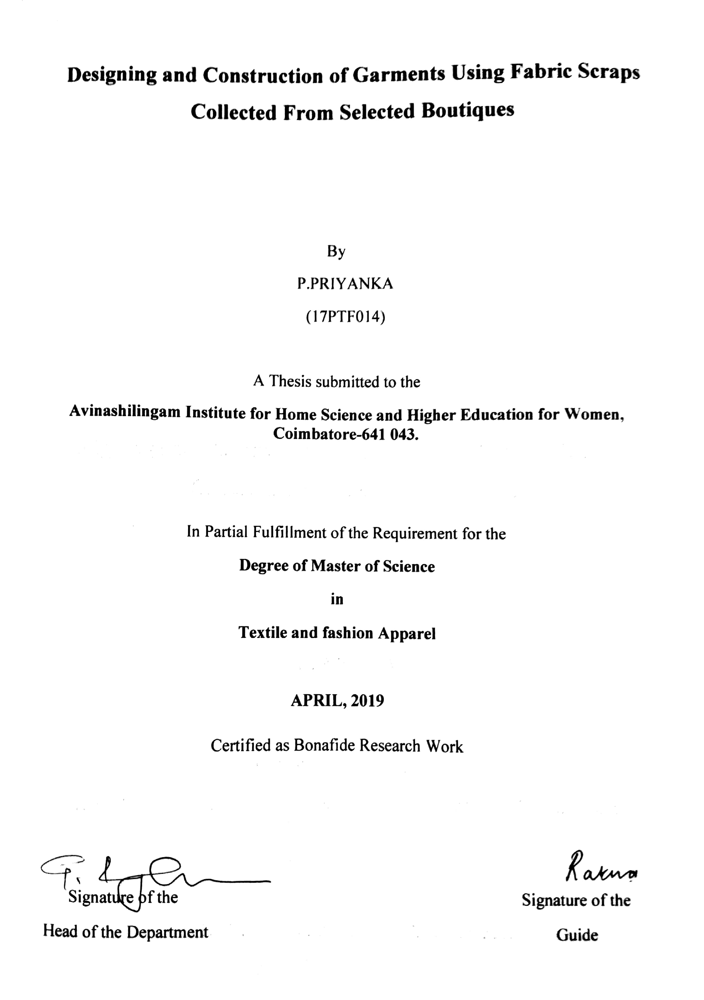 Designing and Construction of Garments Using Fabric Scraps
Collected From Selected Boutiques
By
P.PRIYANKA
(17PTF014)
A Thesis submitted to the
Avinashilingam Institute for Home Science and Higher Education for Women,
Coimbatore-641 043.
In Partial Fulfillment of the Requirement for the
Degree of Master of Science
in
Textile and fashion Apparel
APRIL, 2019
Certified as Bonafide Research Work
Signature of the
Head of the Department
Signature of the
Guide